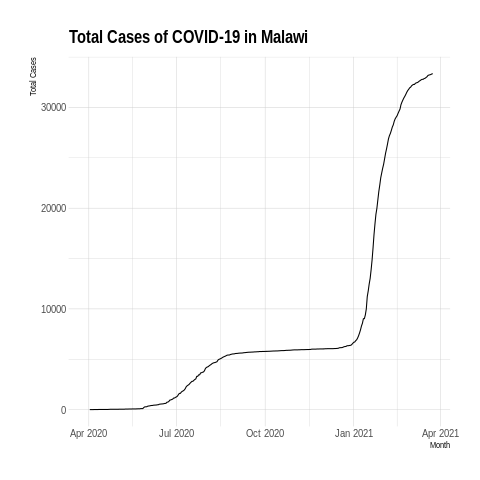 Total Cases of COVID-19 in Malawi
Total Cases
30000
20000
10000
0
Apr 2020 Jul 2020 Oct 2020 Jan 2021 Apr 2021
Month